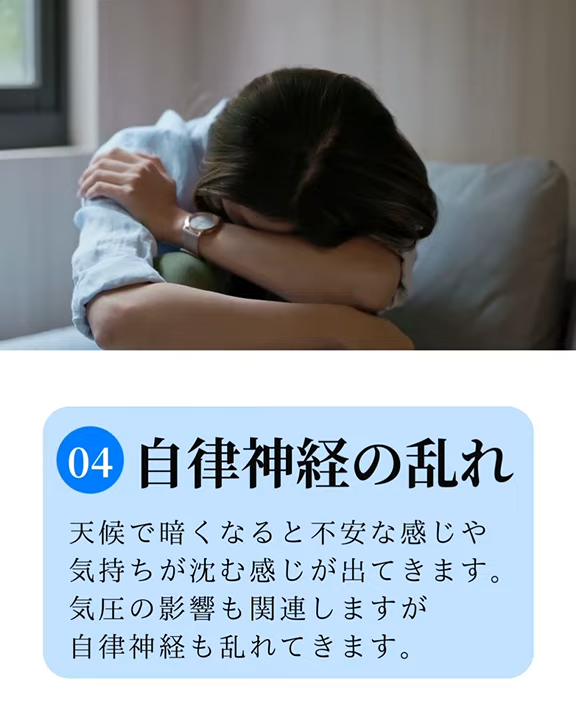 04 自律神経の乱れ
天候で暗くなると不安な感じや
気持ちが沈む感じが出てきます。
気圧の影響も関連しますが
自律神経も乱れてきます。